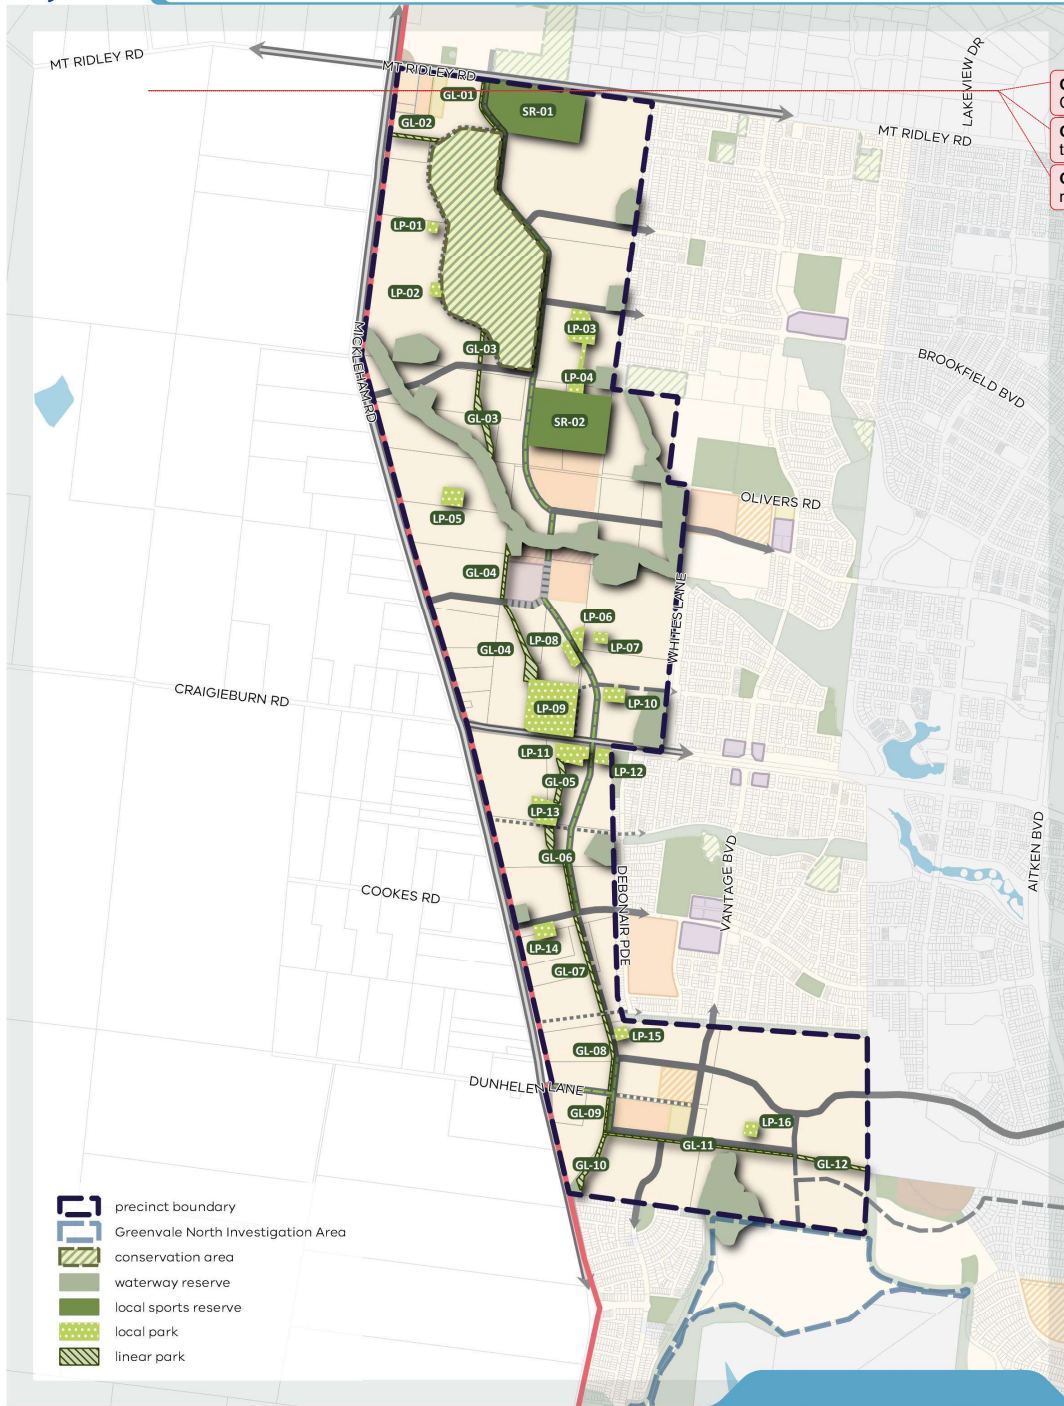 MT RIDLEY RD
MT RIDLEY RD
LAKEVIEW DR
MT RIDLEY RD
GL-01
SR-01
GL-02
LP-01
LP-02
LP-03
GL-03
LP-04
MICKLEHAM RD
BROOKFIELD BVD
GL-03
SR-02
OLIVERS RD
LP-05
GL-04
WHITES LANE
LP-06
LP-08
LP-07
GL-04
CRAIGIEBURN RD
LP-10
LP-09
LP-11
LP-12
GL-05
LP-13
GL-06
AITKEN BVD
VANTAGE BVD
DEBONAIR PDE
COOKES RD
LP-14
GL-07
LP-15
GL-08
DUNHELEN LANE
GL-09
LP-16
GL-11
GL-10
GL-12
precinct boundary
Greenvale North Investigation Area
conservation area
waterway reserve
local sports reserve
local park
linear park